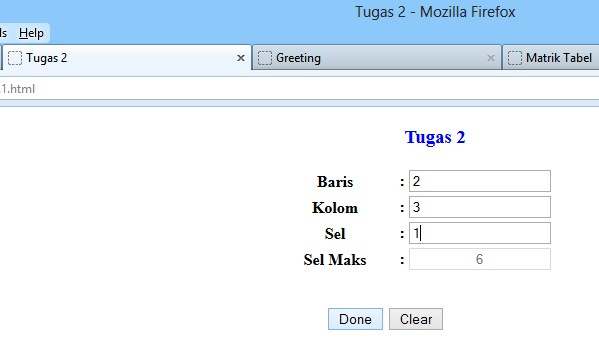 Tugas 2 - Mozilla Firefox
ls Help
Tugas 2 × Greeting × Matrik Tabel
.1.html
Tugas 2
Baris : 2
Kolom : 3
Sel : 1
Sel Maks : 6
Done Clear